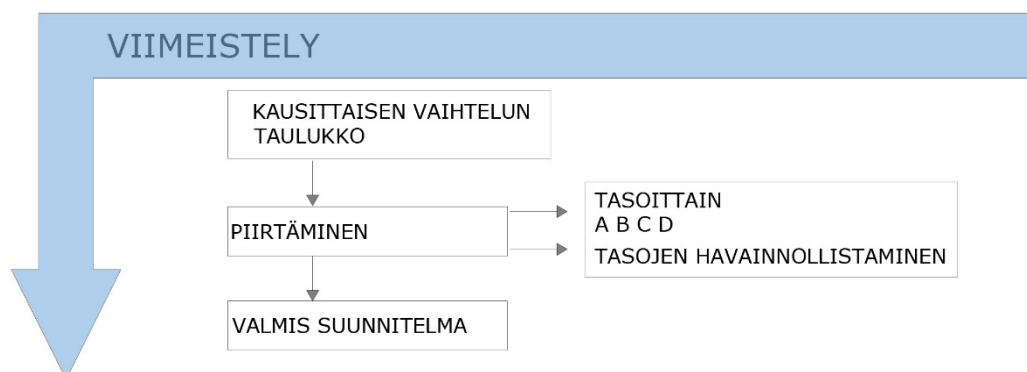 VIIMEISTELY
KAUSITTAISEN VAIHTELUN
TAULUKKO
PIIRTÄMINEN
TASOITTAIN
A B C D
TASOJEN HAVAINNOLLISTAMINEN
VALMIS SUUNNITELMA